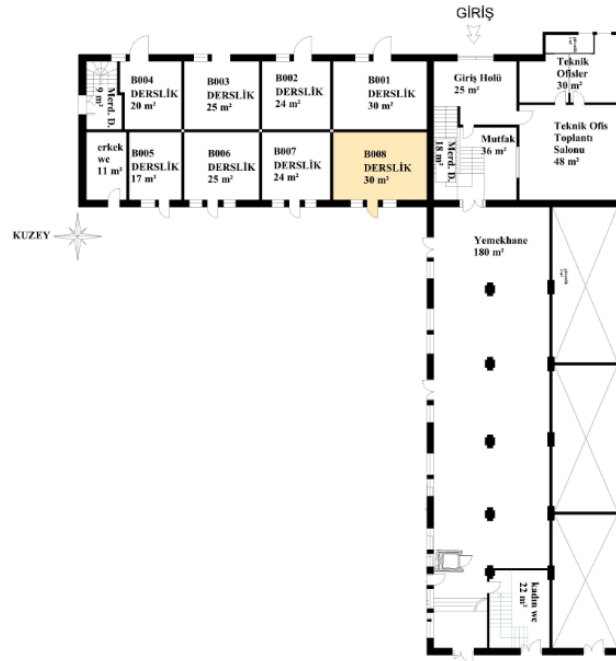 GİRİŞ
B004
DERSLİK
20 m²
B003
DERSLİK
25 m²
B002
DERSLİK
24 m²
B001
DERSLİK
30 m²
Merd. D.
9 m²
Giriş Holü
25 m²
Teknik
Ofisler
30 m²
erkek
wc
11 m²
B005
DERSLİK
17 m²
B006
DERSLİK
25 m²
B007
DERSLİK
24 m²
B008
DERSLİK
30 m²
Merd. D.
18 m²
Mutfak
36 m²
Teknik Ofis
Toplantı
Salonu
48 m²
KUZEY
Yemekhane
180 m²
kadın wc
22 m²